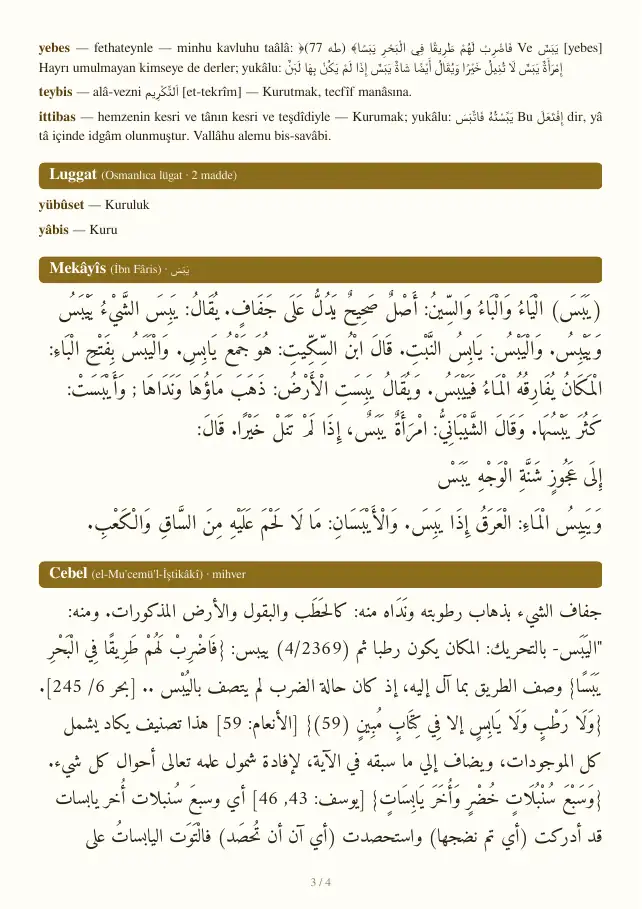 yebes — fethateynle — minhu kavluhu taâlâ: ﴿فَاضْرِبْ لَهُمْ طَرِيقًا فِي الْبَحْرِ يَبَسًا﴾ (طه 77) Ve يَبَسٌ [yebes]
Hayrı umulmayan kimseye de derler; yukâlu: إِمْرَأَةٌ يَبَسٌ لَا تُنِيلُ خَيْرًا وَيُقَالُ أَيْضًا شَاةٌ يَبَسٌ إِذَا لَمْ يَكُنْ بِهَا لَبَنٌ
teybis — alâ-vezni اَلتَّكْرِيم [et-tekrîm] — Kurutmak, tecfîf manâsına.
ittibas — hemzenin kesri ve tânın kesri ve teşdîdiyle — Kurumak; yukâlu: يَبَّسْتُهُ فَاتَّبَسَ Bu إِفْتَعَلَ dir, yâ
tâ içinde idgâm olunmuştur. Vallâhu alemu bis-savâbi.
Luggat (Osmanlıca lügat · 2 madde)
yübûset — Kuruluk
yâbis — Kuru
Mekâyîs (İbn Fâris) · يَبَسَ
(يَبَسَ) الْيَاءُ وَالْبَاءُ وَالسِّينُ: أَصْلٌ صَحِيحٌ يَدُلُّ عَلَى جَفَافٍ. يُقَالُ: يَبِسَ الشَّيْءُ يَيْبَسُ
وَيَيْبِسُ. وَالْيَبْسُ: يَابِسُ النَّبْتِ. قَالَ ابْنُ السِّكِّيتِ: هُوَ جَمْعُ يَابِسٍ. وَالْيَبَسُ بِفَتْحِ الْبَاءِ:
الْمَكَانُ يُفَارِقُهُ الْمَاءُ فَيَيْبَسُ. وَيُقَالُ يَبِسَتِ الْأَرْضُ: ذَهَبَ مَاؤُهَا وَنَدَاهَا ; وَأَيْبَسَتْ:
كَثُرَ يَبْسُهَا. وَقَالَ الشَّيْبَانِيُّ: امْرَأَةٌ يَبَسٌ، إِذَا لَمْ تَنَلْ خَيْرًا. قَالَ:
إِلَى عَجُوزٍ شَنَّةِ الْوَجْهِ يَبَسْ
وَيَبِيسُ الْمَاءِ: الْعَرَقُ إِذَا يَبِسَ. وَالْأَيْبَسَانِ: مَا لَا لَحْمَ عَلَيْهِ مِنَ السَّاقِ وَالْكَعْبِ.
Cebel (el-Mu'cemü'l-İştikâkî) · mihver
جفاف الشيء بذهاب رطوبته ونَدَاه منه: كالحَطَب والبقول والأرض المذكورات. ومنه:
"اليَبَس- بالتحريك: المكان يكون رطبا ثم (4/2369) ييبس: {فَاضْرِبْ لَهُمْ طَرِيقًا فِي الْبَحْرِ
يَبَسًا} وصف الطريق بما آل إليه، إذ كان حالة الضرب لم يتصف باليُبْس .. [بحر 6/ 245].
{وَلَا رَطْبٍ وَلَا يَابِسٍ إلا فِي كِتَابٍ مُبِينٍ (59)} [الأنعام: 59] هذا تصنيف يكاد يشمل
كل الموجودات، ويضاف إلي ما سبقه في الآية، لإفادة شمول علمه تعالى أحوال كل شيء.
{وَسَبْعَ سُنْبُلَاتٍ خُضْرٍ وَأُخَرَ يَابِسَاتٍ} [يوسف: 43, 46] أي وسبعَ سُنبلات أُخر يابسات
قد أدركت (أي تم نضجها) واستحصدت (أي آن أن تُحصَد) فالْتَوَت اليابساتُ على
3 / 4